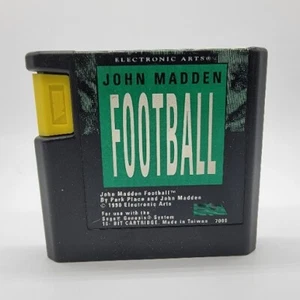 ELECTRONIC ARTS®
JOHN MADDEN
FOOTBALL
John Madden Football™
By Park Place and John Madden
© 1990 Electronic Arts
For use with the
Sega® Genesis® System
16-BIT CARTRIDGE. Made in Taiwan